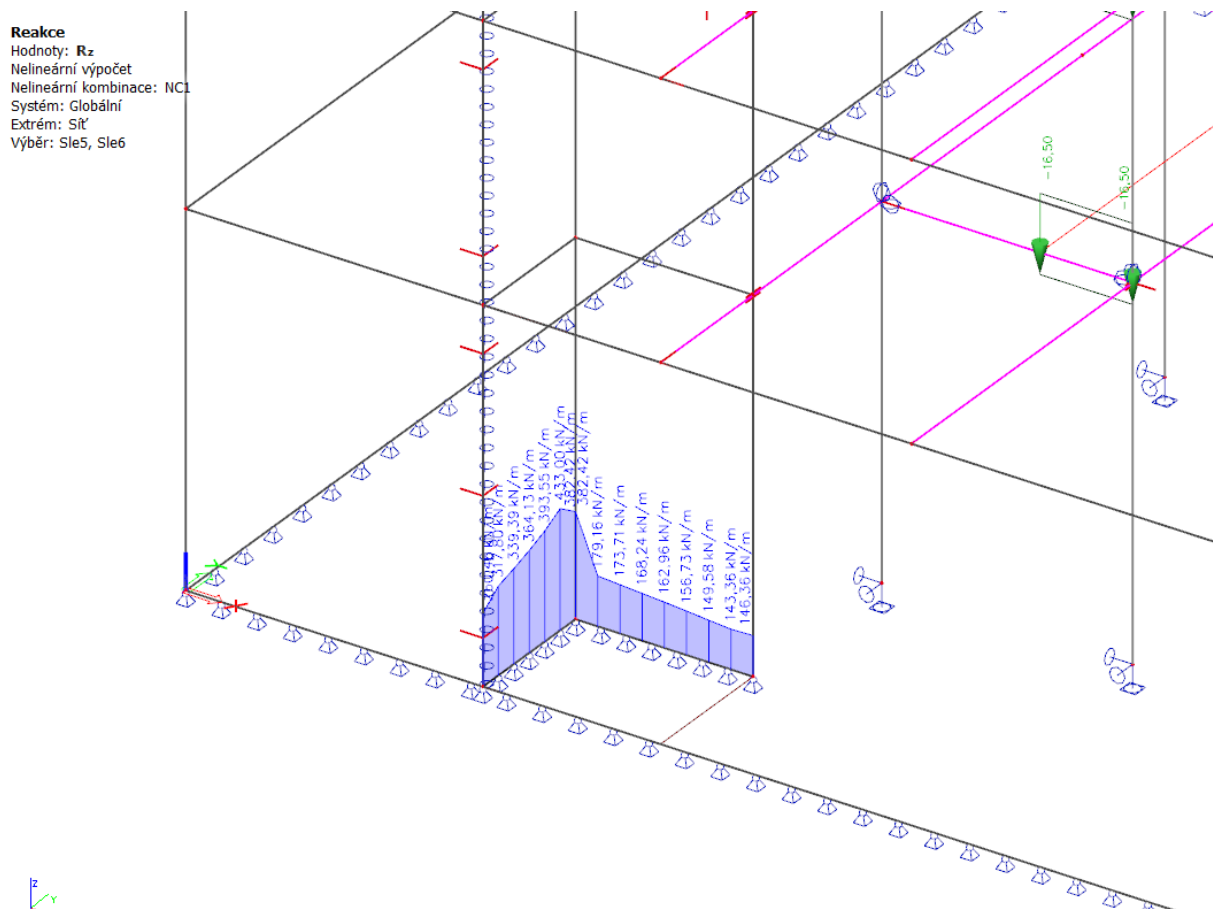 Reakce
Hodnoty: Rz
Nelineární výpočet
Nelineární kombinace: NC1
Systém: Globální
Extrém: Síť
Výběr: Sle5, Sle6
-16,50
-16,50
317,80 kN/m
339,39 kN/m
364,13 kN/m
393,55 kN/m
433,00 kN/m
382,42 kN/m
382,42 kN/m
179,16 kN/m
173,71 kN/m
168,24 kN/m
162,96 kN/m
156,73 kN/m
149,58 kN/m
143,36 kN/m
146,36 kN/m
z
Y